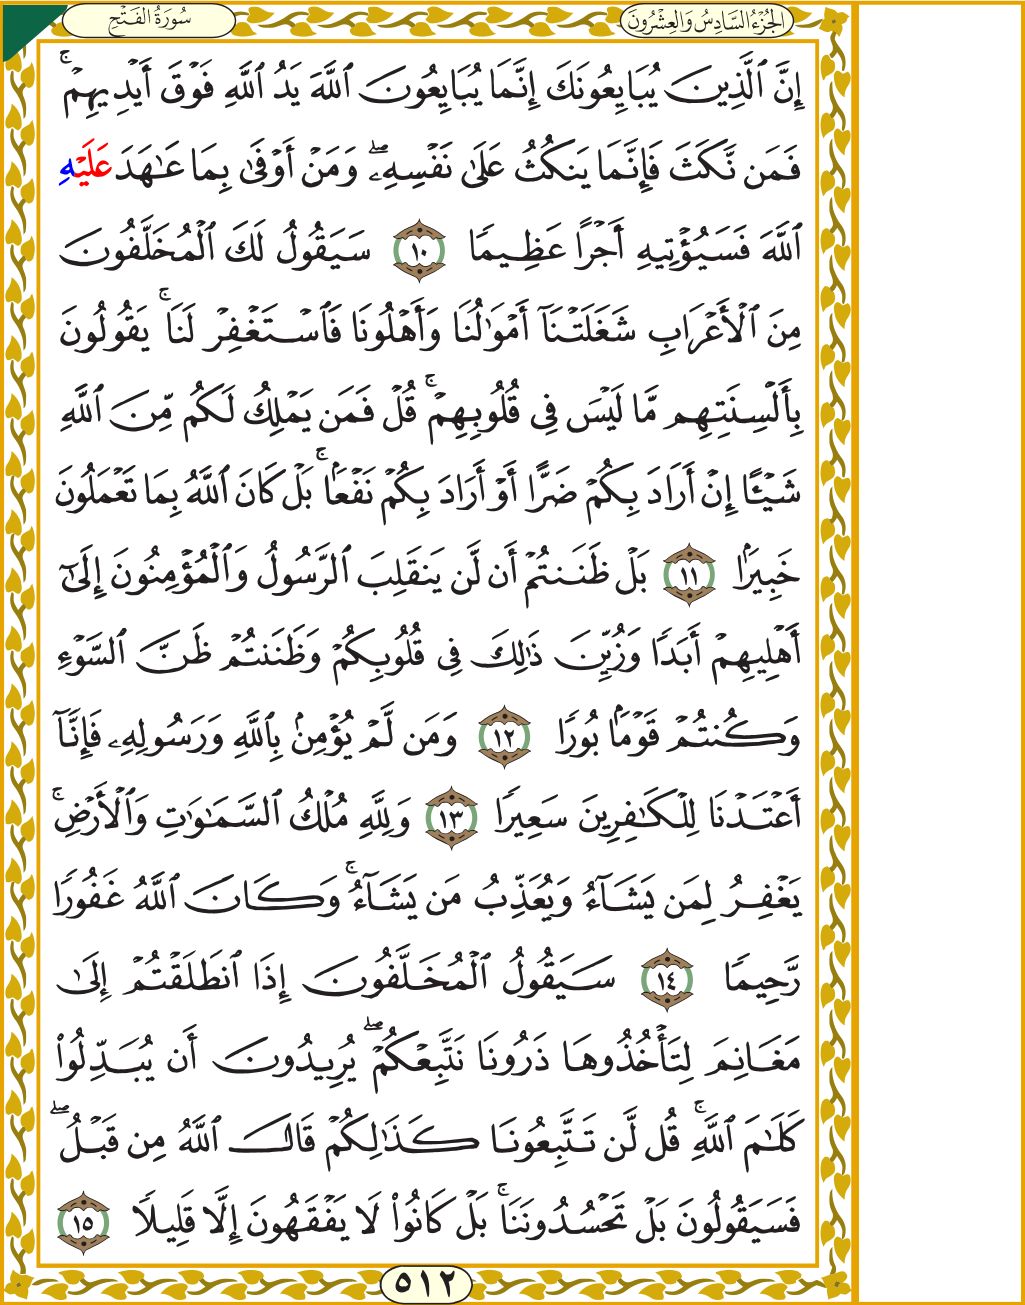 الجُزْءُ السَّادِسُ وَالعِشْرُونَ
سُورَةُ الفَتْحِ
إِنَّ ٱلَّذِينَ يُبَايِعُونَكَ إِنَّمَا يُبَايِعُونَ ٱللَّهَ يَدُ ٱللَّهِ فَوْقَ أَيْدِيهِمْۚ
فَمَن نَّكَثَ فَإِنَّمَا يَنكُثُ عَلَىٰ نَفْسِهِۦۖ وَمَنْ أَوْفَىٰ بِمَا عَـٰهَدَ عَلَيْهِ
ٱللَّهَ فَسَيُؤْتِيهِ أَجْرًا عَظِيمًا ١٠ سَيَقُولُ لَكَ ٱلْمُخَلَّفُونَ
مِنَ ٱلْأَعْرَابِ شَغَلَتْنَآ أَمْوَٰلُنَا وَأَهْلُونَا فَٱسْتَغْفِرْ لَنَاۚ يَقُولُونَ
بِأَلْسِنَتِهِم مَّا لَيْسَ فِى قُلُوبِهِمْۚ قُلْ فَمَن يَمْلِكُ لَكُم مِّنَ ٱللَّهِ
شَيْـًٔا إِنْ أَرَادَ بِكُمْ ضَرًّا أَوْ أَرَادَ بِكُمْ نَفْعَۢاۚ بَلْ كَانَ ٱللَّهُ بِمَا تَعْمَلُونَ
خَبِيرَۢا ١١ بَلْ ظَنَنتُمْ أَن لَّن يَنقَلِبَ ٱلرَّسُولُ وَٱلْمُؤْمِنُونَ إِلَىٰٓ
أَهْلِيهِمْ أَبَدًا وَزُيِّنَ ذَٰلِكَ فِى قُلُوبِكُمْ وَظَنَنتُمْ ظَنَّ ٱلسَّوْءِ
وَكُنتُمْ قَوْمَۢا بُورًا ١٢ وَمَن لَّمْ يُؤْمِنۢ بِٱللَّهِ وَرَسُولِهِۦ فَإِنَّآ
أَعْتَدْنَا لِلْكَـٰفِرِينَ سَعِيرًا ١٣ وَلِلَّهِ مُلْكُ ٱلسَّمَـٰوَٰتِ وَٱلْأَرْضِۚ
يَغْفِرُ لِمَن يَشَآءُ وَيُعَذِّبُ مَن يَشَآءُۚ وَكَانَ ٱللَّهُ غَفُورًا
رَّحِيمًا ١٤ سَيَقُولُ ٱلْمُخَلَّفُونَ إِذَا ٱنطَلَقْتُمْ إِلَىٰ
مَغَانِمَ لِتَأْخُذُوهَا ذَرُونَا نَتَّبِعْكُمْۖ يُرِيدُونَ أَن يُبَدِّلُوا۟
كَلَـٰمَ ٱللَّهِۚ قُل لَّن تَتَّبِعُونَا كَذَٰلِكُمْ قَالَ ٱللَّهُ مِن قَبْلُۖ
فَسَيَقُولُونَ بَلْ تَحْسُدُونَنَاۚ بَلْ كَانُوا۟ لَا يَفْقَهُونَ إِلَّا قَلِيلًا ١٥
٥١٢